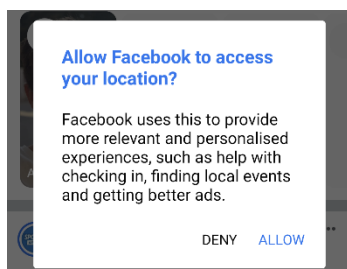 Allow Facebook to access
your location?
Facebook uses this to provide
more relevant and personalised
experiences, such as help with
checking in, finding local events
and getting better ads.
DENY ALLOW